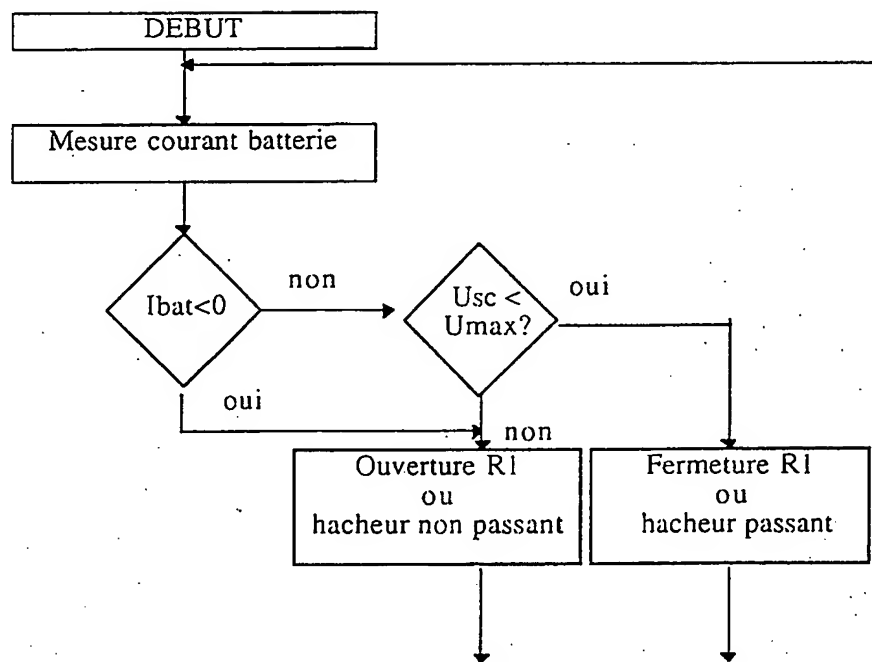 DEBUT
Mesure courant batterie
Ibat<0
non
Usc <
Umax?
oui
oui
non
Ouverture R1
ou
hacheur non passant
Fermeture R1
ou
hacheur passant